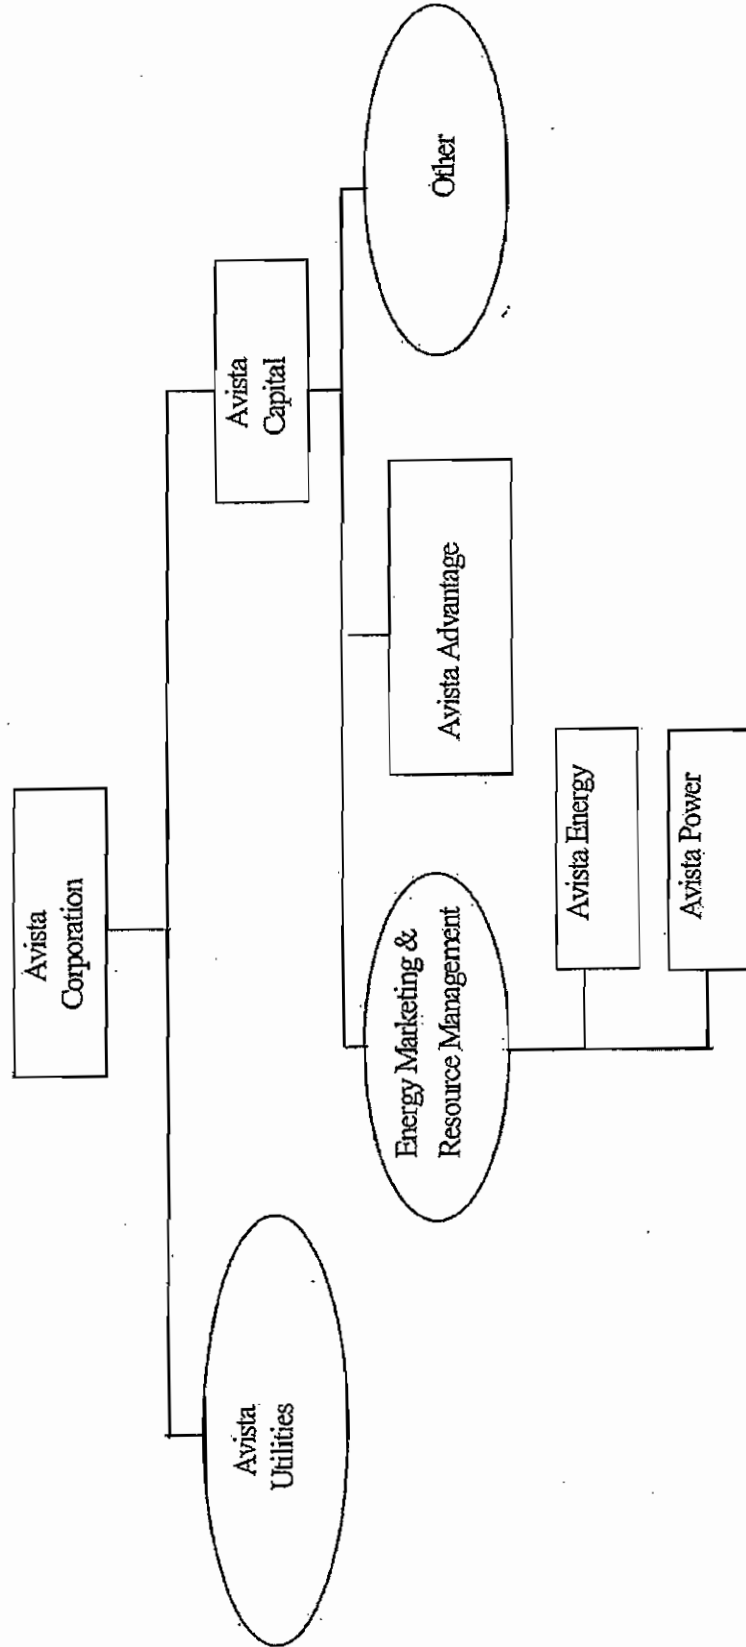 Avista
Corporation
Avista
Utilities
Avista
Capital
Energy Marketing &
Resource Management
Avista Advantage
Other
Avista Energy
Avista Power